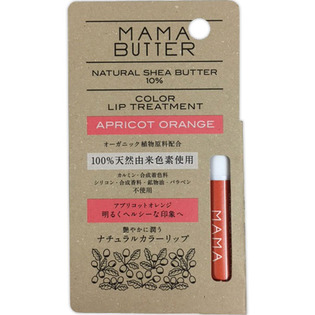 MAMA
BUTTER
NATURAL SHEA BUTTER
10%
COLOR
LIP TREATMENT
APRICOT ORANGE
オーガニック植物原料配合
100%天然由来色素使用
カルミン・合成着色料
シリコン・合成香料・鉱物油・パラベン
不使用
アプリコットオレンジ
明るくヘルシーな印象へ
艶やかに潤う
ナチュラルカラーリップ
MAMA